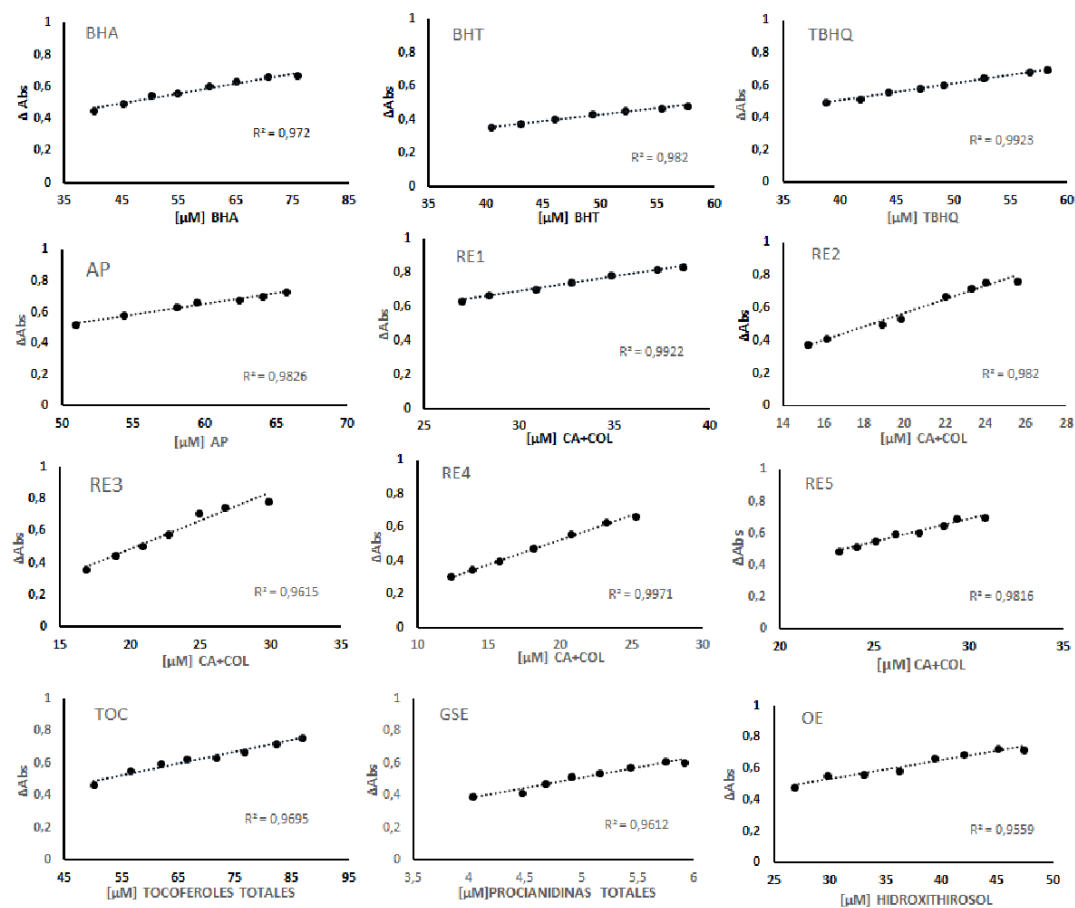 BHA
1
0,8
0,6
0,4
0,2
0
Δ Abs
R² = 0,972
35 45 55 65 75 85
[µM] BHA
BHT
1
0,8
0,6
0,4
0,2
0
Δ Abs
R² = 0,982
35 40 45 50 55 60
[µM] BHT
TBHQ
1
0,8
0,6
0,4
0,2
0
Δ Abs
R² = 0,9923
35 40 45 50 55 60
[µM] TBHQ
AP
1
0,8
0,6
0,4
0,2
0
ΔAbs
R² = 0,9826
50 55 60 65 70
[µM] AP
RE1
1
0,8
0,6
0,4
0,2
0
ΔAbs
R² = 0,9922
25 30 35 40
[µM] CA+COL
RE2
1
0,8
0,6
0,4
0,2
0
ΔAbs
R² = 0,982
14 16 18 20 22 24 26 28
[µM] CA+COL
RE3
1
0,8
0,6
0,4
0,2
0
ΔAbs
R² = 0,9615
15 20 25 30 35
[µM] CA+COL
RE4
1
0,8
0,6
0,4
0,2
0
ΔAbs
R² = 0,9971
10 20 30
[µM] CA+COL
RE5
1
0,8
0,6
0,4
0,2
0
ΔAbs
R² = 0,9816
20 25 30 35
[µM] CA+COL
TOC
1
0,8
0,6
0,4
0,2
0
ΔAbs
R² = 0,9695
45 55 65 75 85 95
[µM] TOCOFEROLES TOTALES
GSE
1
0,8
0,6
0,4
0,2
0
ΔAbs
R² = 0,9612
3,5 4 4,5 5 5,5 6
[µM]PROCIANIDINAS TOTALES
OE
1
0,8
0,6
0,4
0,2
0
ΔAbs
R² = 0,9559
25 30 35 40 45 50
[µM] HIDROXITHIROSOL